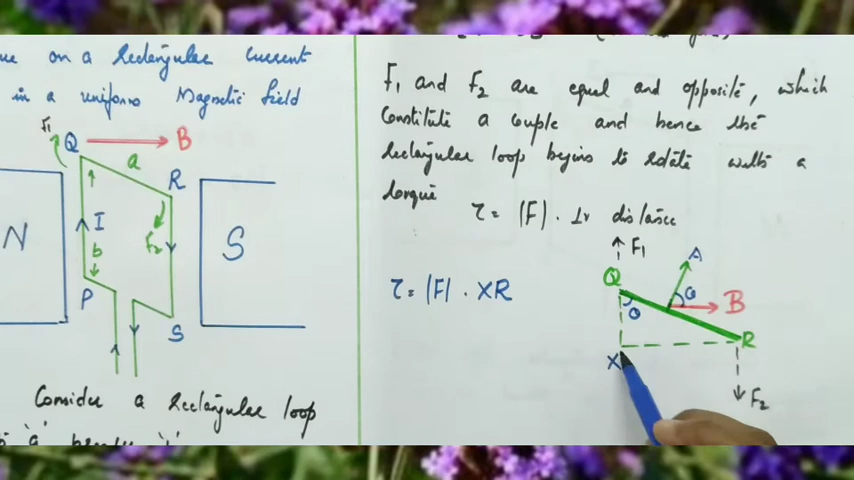 on a Rectangular Current
in a uniform Magnetic field
F1
Q
B
a
R
N
I
F2
S
b
P
S
Consider a Rectangular loop
F1 and F2 are equal and opposite, which
Constitute a couple and hence the
Rectangular loop begins to rotate with a
torque
τ = |F| . ⊥r distance
τ = |F| . XR
F1
A
Q
θ
B
θ
R
X
F2